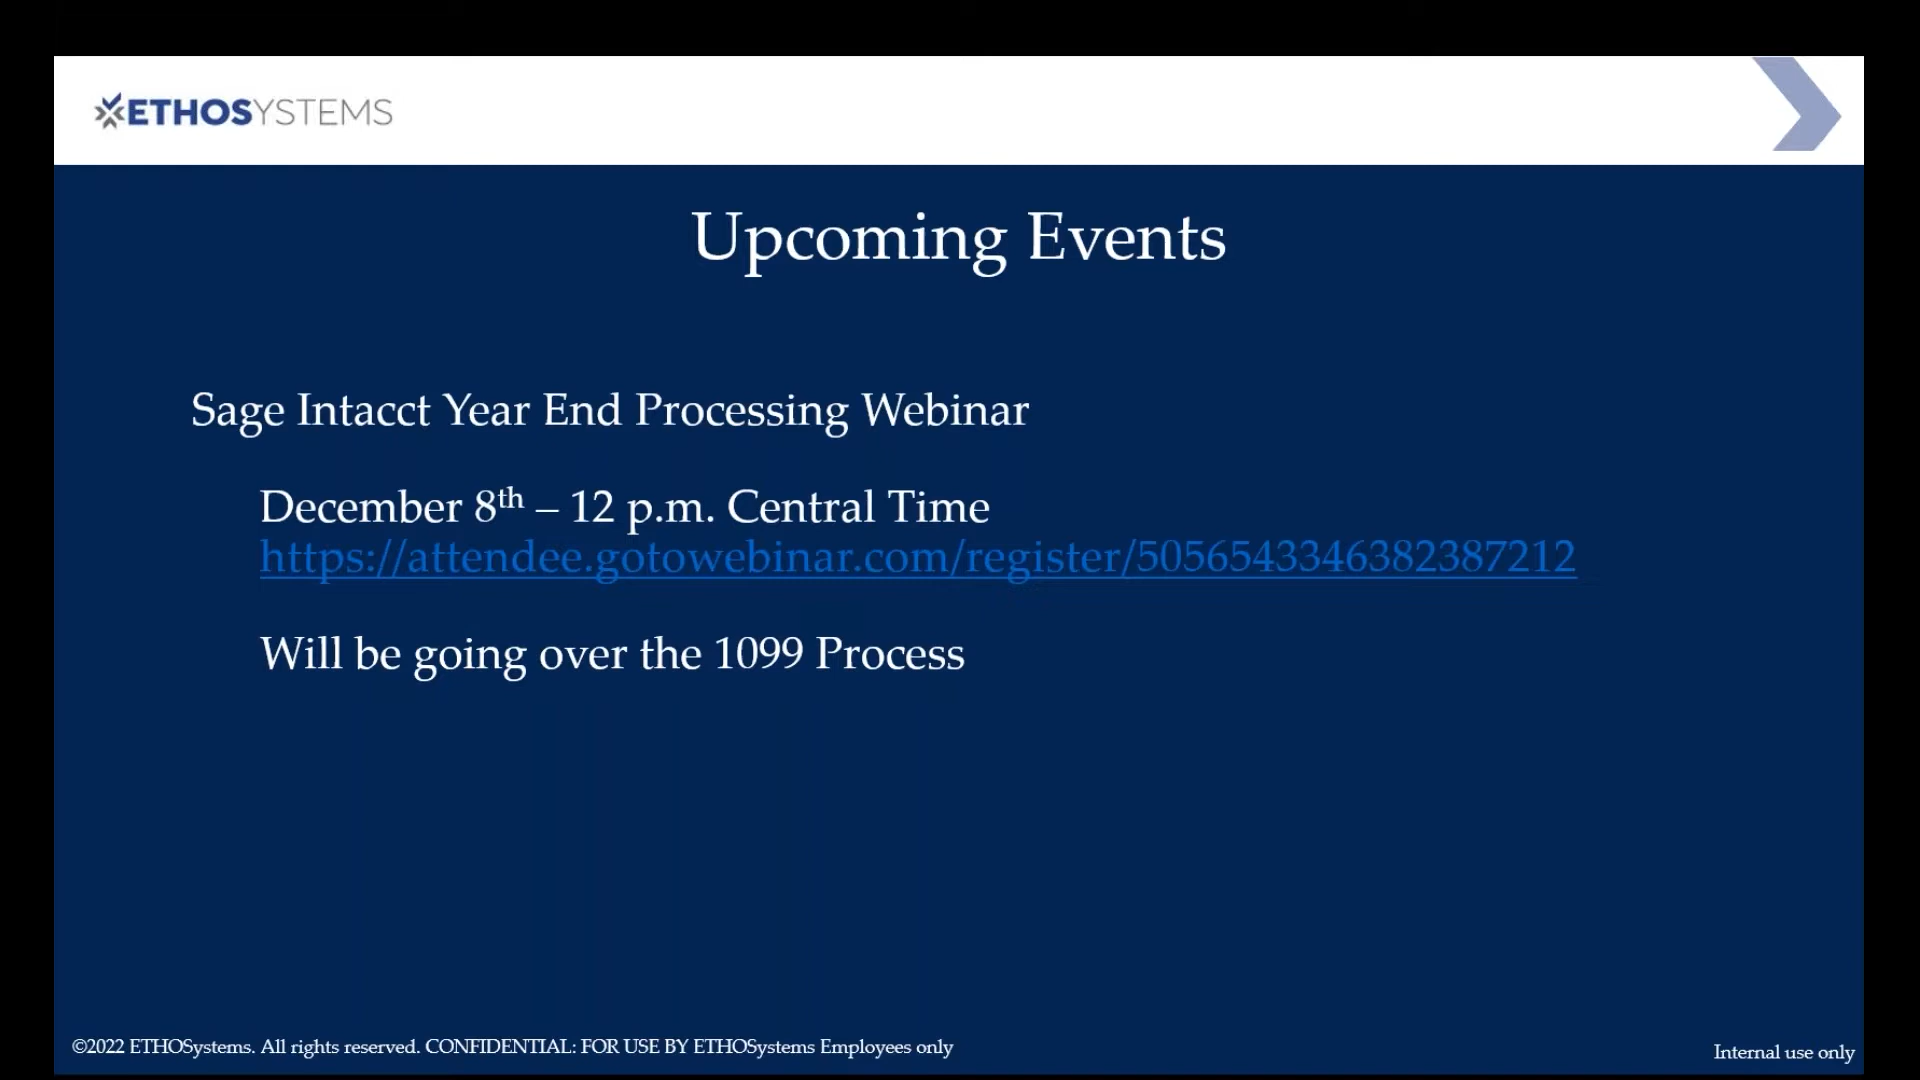 ETHOSYSTEMS
Upcoming Events
Sage Intacct Year End Processing Webinar
December 8th – 12 p.m. Central Time
https://attendee.gotowebinar.com/register/5056543346382387212
Will be going over the 1099 Process
©2022 ETHOSystems. All rights reserved. CONFIDENTIAL: FOR USE BY ETHOSystems Employees only
Internal use only